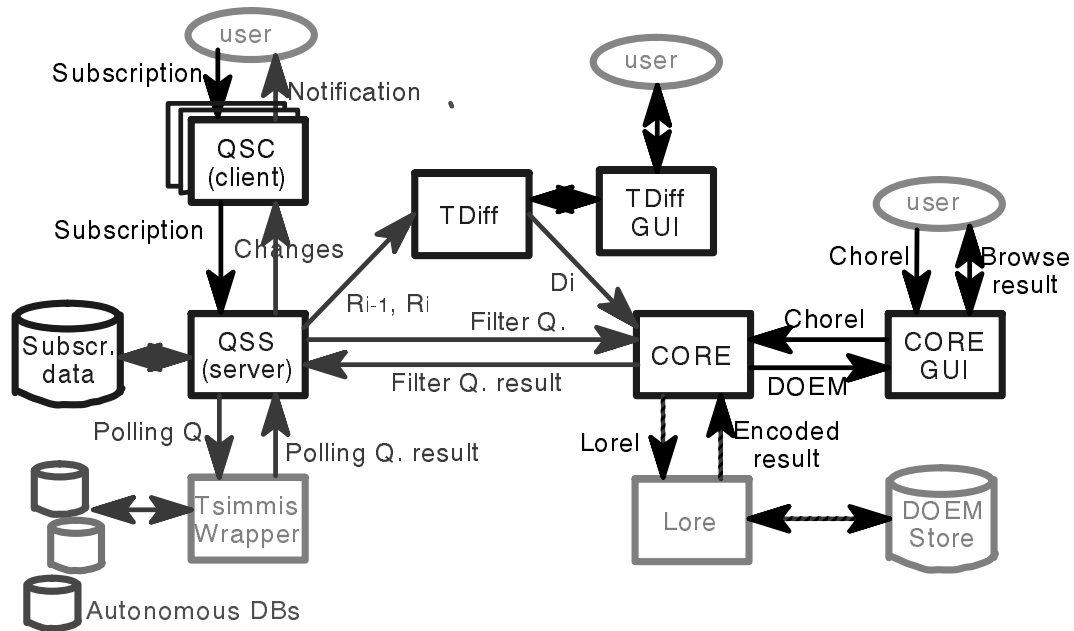 user
Subscription
Notification
user
QSC
(client)
TDiff
TDiff
GUI
user
Subscription
Changes
Chorel
Browse
result
Di
Ri-1, Ri
Filter Q.
Chorel
Subscr.
data
QSS
(server)
CORE
CORE
GUI
Filter Q. result
DOEM
Polling Q
Polling Q. result
Lorel
Encoded
result
Tsimmis
Wrapper
Lore
DOEM
Store
Autonomous DBs